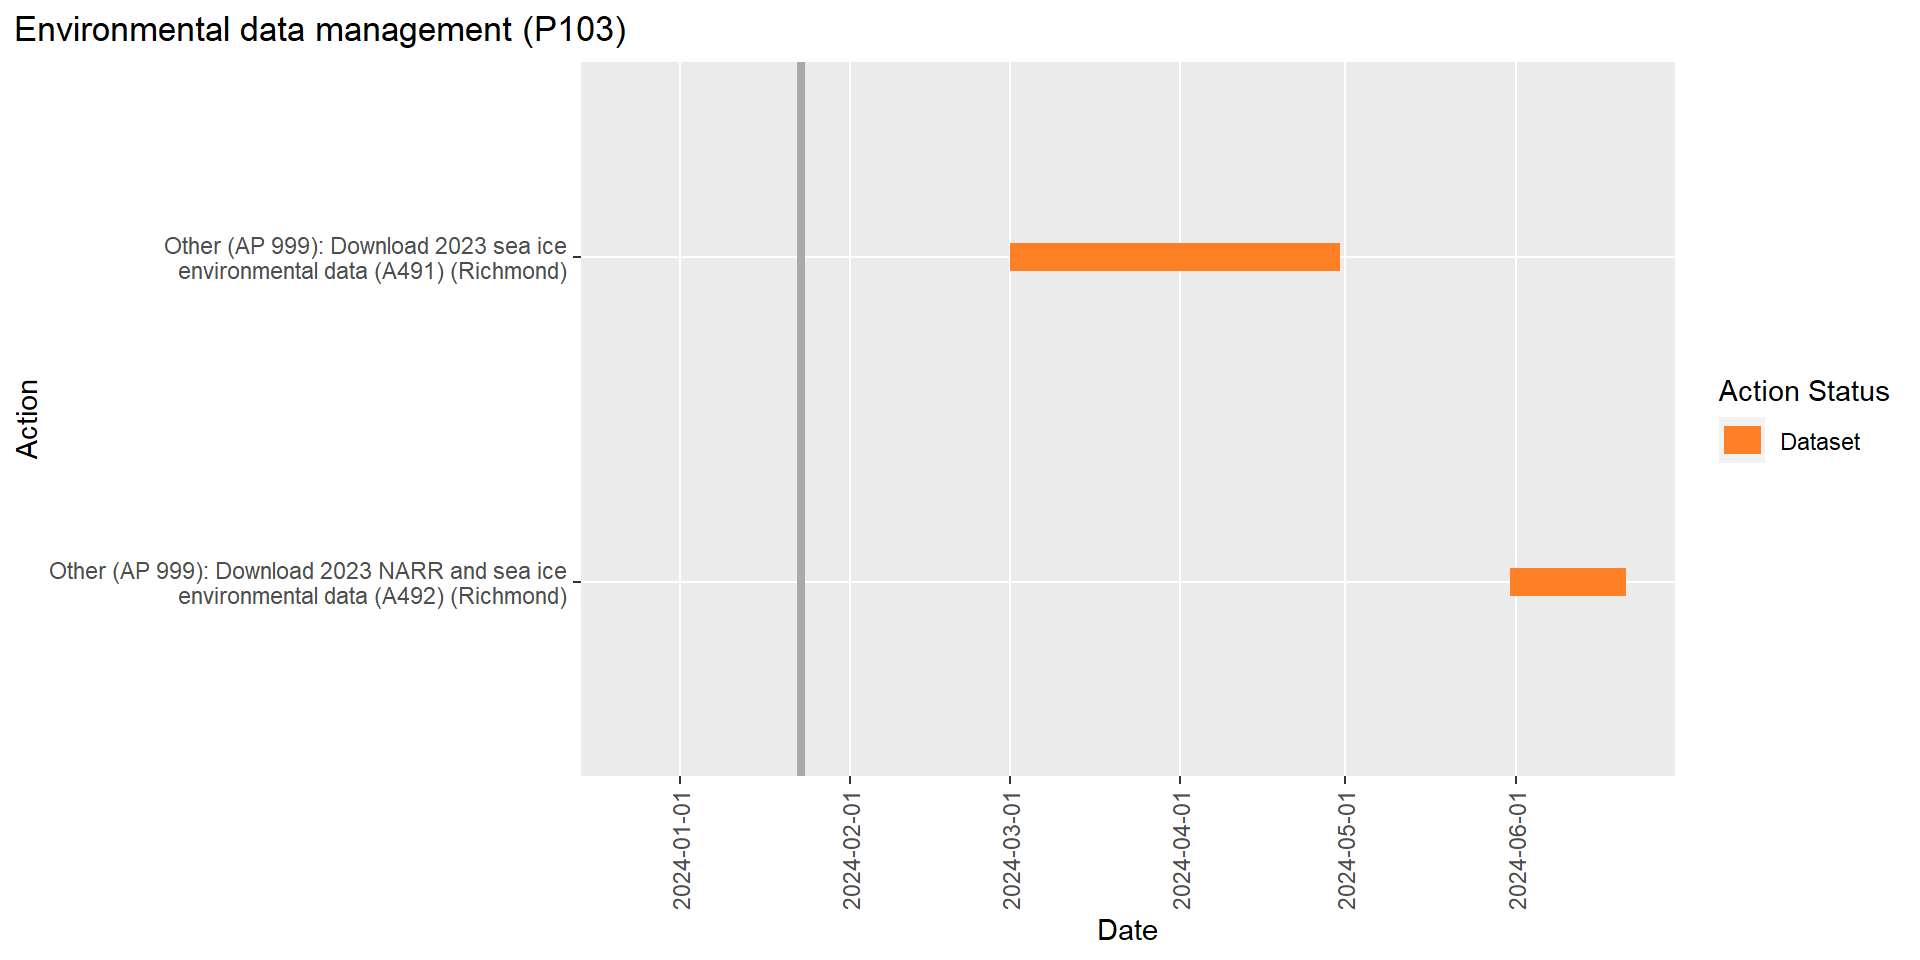 Environmental data management (P103)
Action
Other (AP 999): Download 2023 sea ice
environmental data (A491) (Richmond)
Other (AP 999): Download 2023 NARR and sea ice
environmental data (A492) (Richmond)
2024-01-01
2024-02-01
2024-03-01
2024-04-01
2024-05-01
2024-06-01
Date
Action Status
Dataset